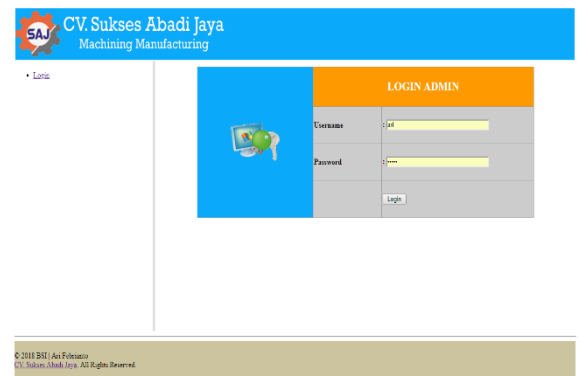 SAJ
CV. Sukses Abadi Jaya
Machining Manufacturing
Login
LOGIN ADMIN
Username :
Password : •••••
Login
© 2018 BSI | Ari Febrianto
CV. Sukses Abadi Jaya. All Rights Reserved.